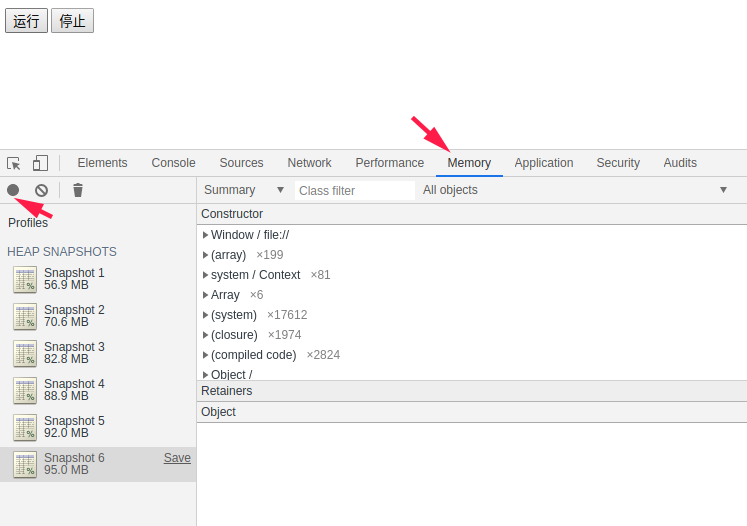 运行 停止
Elements Console Sources Network Performance Memory Application Security Audits
Summary Class filter All objects
Profiles
HEAP SNAPSHOTS
Snapshot 1
56.9 MB
Snapshot 2
70.6 MB
Snapshot 3
82.8 MB
Snapshot 4
88.9 MB
Snapshot 5
92.0 MB
Snapshot 6 Save
95.0 MB
Constructor
Window / file://
(array) ×199
system / Context ×81
Array ×6
(system) ×17612
(closure) ×1974
(compiled code) ×2824
Object /
Retainers
Object